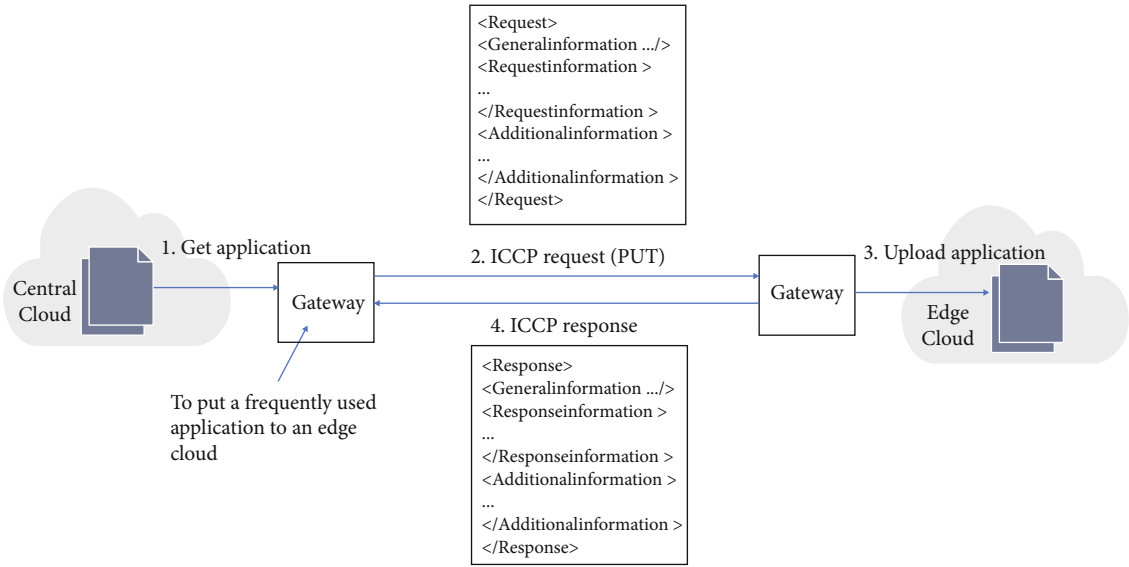 <Request>
<Generalinformation .../>
<Requestinformation >
...
</Requestinformation >
<Additionalinformation >
...
</Additionalinformation >
</Request>
1. Get application
2. ICCP request (PUT)
3. Upload application
Central
Cloud
Gateway
Gateway
Edge
Cloud
4. ICCP response
<Response>
<Generalinformation .../>
<Responseinformation >
...
</Responseinformation >
<Additionalinformation >
...
</Additionalinformation >
</Response>
To put a frequently used
application to an edge
cloud